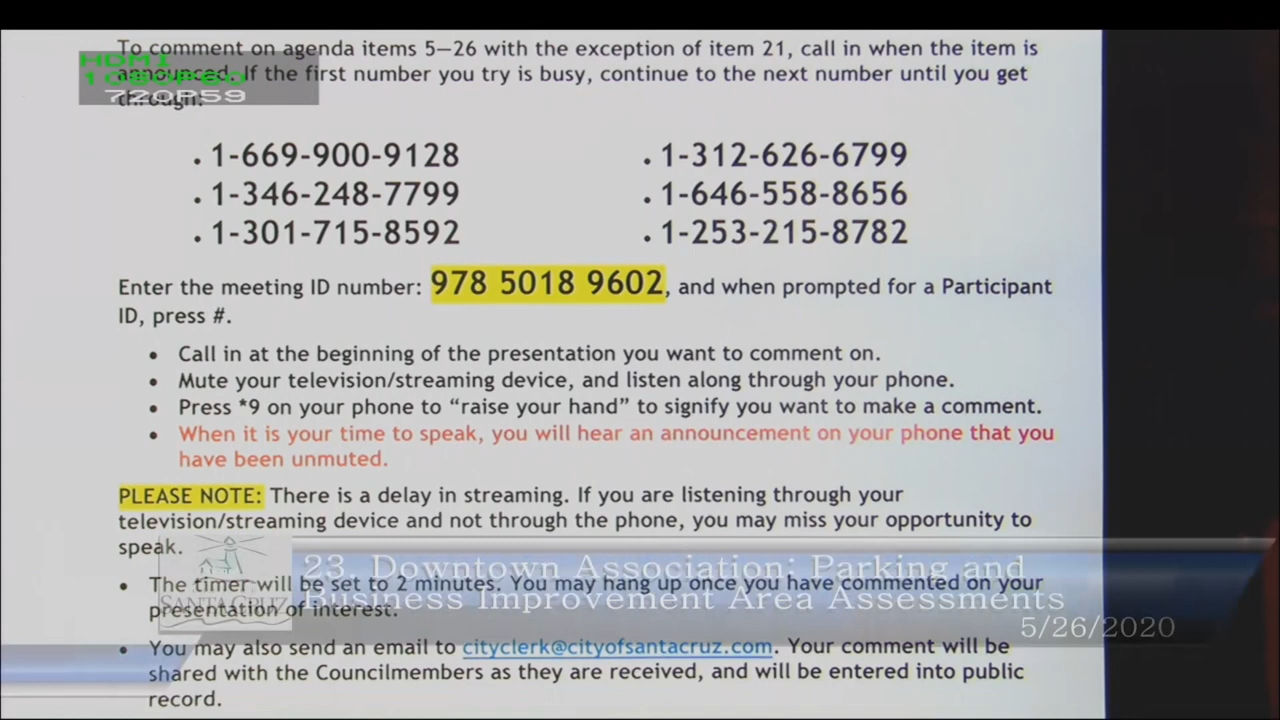 To comment on agenda items 5—26 with the exception of item 21, call in when the item is
announced. If the first number you try is busy, continue to the next number until you get
through:
HDMI
1080P60
720P59
. 1-669-900-9128
. 1-312-626-6799
. 1-346-248-7799
. 1-646-558-8656
. 1-301-715-8592
. 1-253-215-8782
Enter the meeting ID number: 978 5018 9602, and when prompted for a Participant
ID, press #.
• Call in at the beginning of the presentation you want to comment on.
• Mute your television/streaming device, and listen along through your phone.
• Press *9 on your phone to “raise your hand” to signify you want to make a comment.
• When it is your time to speak, you will hear an announcement on your phone that you
have been unmuted.
PLEASE NOTE: There is a delay in streaming. If you are listening through your
television/streaming device and not through the phone, you may miss your opportunity to
speak.
• The timer will be set to 2 minutes. You may hang up once you have commented on your
presentation of interest.
• You may also send an email to cityclerk@cityofsantacruz.com. Your comment will be
shared with the Councilmembers as they are received, and will be entered into public
record.
SANTA CRUZ
23. Downtown Association: Parking and
Business Improvement Area Assessments
5/26/2020